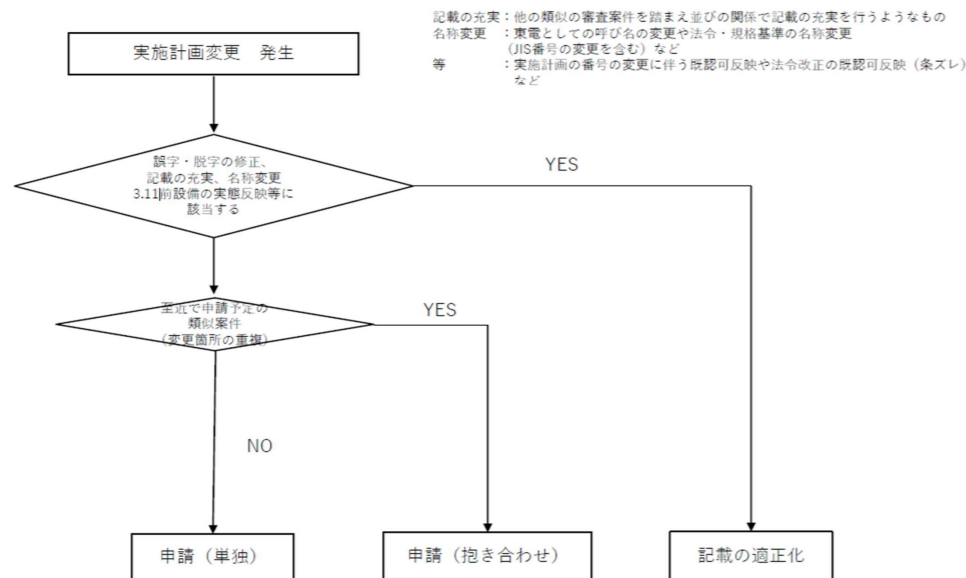 記載の充実：他の類似の審査案件を踏まえ並びの関係で記載の充実を行うようなもの
名称変更　：東電としての呼び名の変更や法令・規格基準の名称変更
（JIS番号の変更を含む）など
等　　　　：実施計画の番号の変更に伴う既認可反映や法令改正の既認可反映（条ズレ）
など
実施計画変更　発生
誤字・脱字の修正、
記載の充実、名称変更
3.11前設備の実態反映等に
該当する
YES
至近で申請予定の
類似案件
（変更箇所の重複）
YES
NO
申請（単独）
申請（抱き合わせ）
記載の適正化